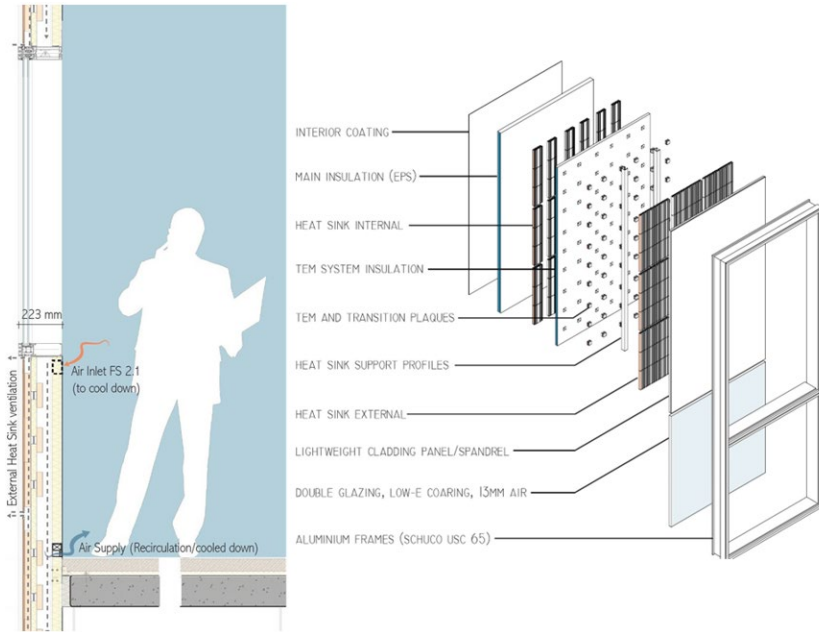 223 mm
Air Inlet FS 2.1
(to cool down)
External Heat Sink ventilation
Air Supply (Recirculation/cooled down)
INTERIOR COATING
MAIN INSULATION (EPS)
HEAT SINK INTERNAL
TEM SYSTEM INSULATION
TEM AND TRANSITION PLAQUES
HEAT SINK SUPPORT PROFILES
HEAT SINK EXTERNAL
LIGHTWEIGHT CLADDING PANEL/SPANDREL
DOUBLE GLAZING, LOW-E COARING, 13MM AIR
ALUMINIUM FRAMES (SCHUCO USC 65)